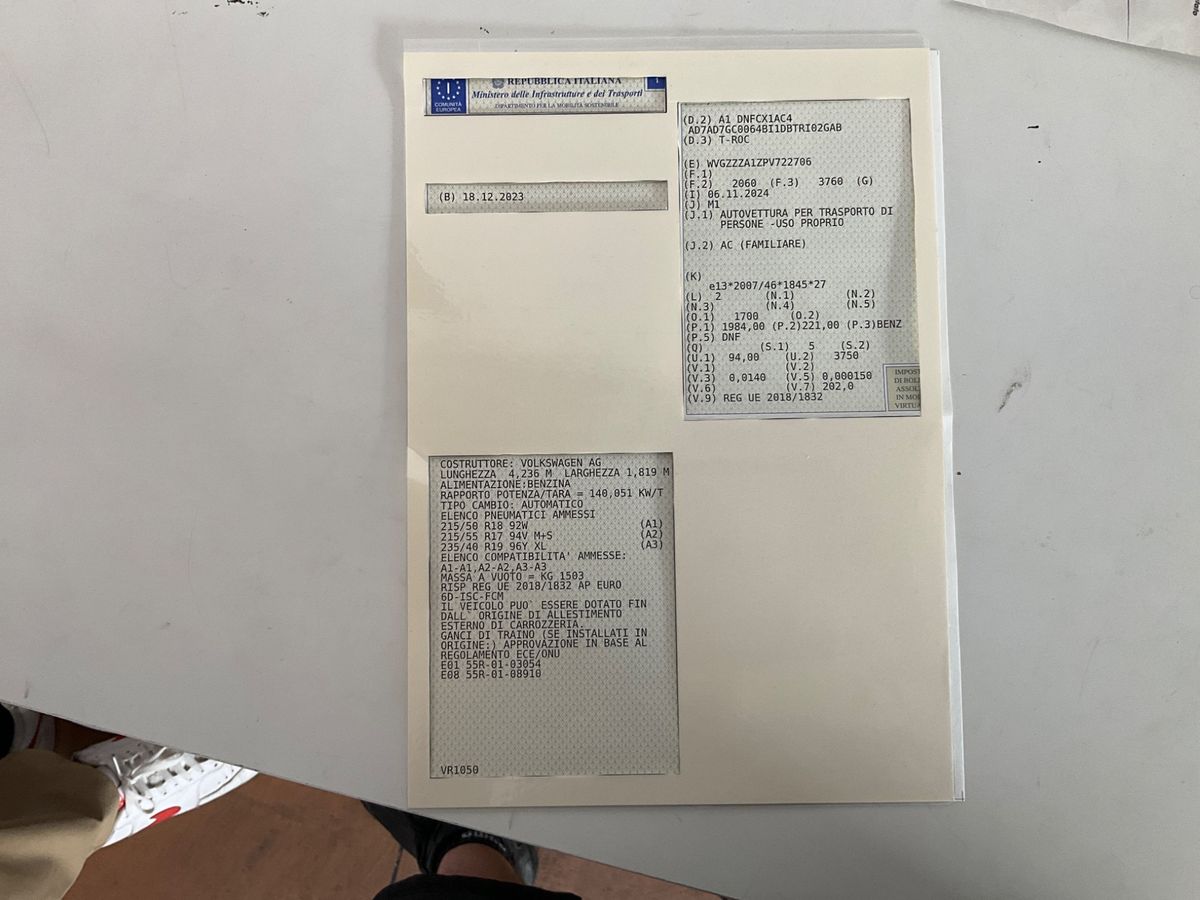 REPUBBLICA ITALIANA
COMUNITÀ
EUROPEA
Ministero delle Infrastrutture e dei Trasporti
DIPARTIMENTO PER LA MOBILITÀ SOSTENIBILE
I
(B) 18.12.2023
(D.2) A1 DNFCX1AC4
AD7AD7GC0064BI1DBTRI02GAB
(D.3) T-ROC
(E) WVGZZZA1ZPV722706
(F.1)
(F.2) 2060 (F.3) 3760 (G)
(I) 06.11.2024
(J) M1
(J.1) AUTOVETTURA PER TRASPORTO DI
PERSONE -USO PROPRIO
(J.2) AC (FAMILIARE)
(K)
e13*2007/46*1845*27
(L) 2 (N.1) (N.2)
(N.3) (N.4) (N.5)
(O.1) 1700 (O.2)
(P.1) 1984,00 (P.2)221,00 (P.3)BENZ
(P.5) DNF
(Q) (S.1) 5 (S.2)
(U.1) 94,00 (U.2) 3750
(V.1) (V.2)
(V.3) 0,0140 (V.5) 0,000150
(V.6) (V.7) 202,0
(V.9) REG UE 2018/1832
IMPOST
DI BOL
ASSOL
IN MOD
VIRTUA
COSTRUTTORE: VOLKSWAGEN AG
LUNGHEZZA 4,236 M LARGHEZZA 1,819 M
ALIMENTAZIONE:BENZINA
RAPPORTO POTENZA/TARA = 140,051 KW/T
TIPO CAMBIO: AUTOMATICO
ELENCO PNEUMATICI AMMESSI
215/50 R18 92W (A1)
215/55 R17 94V M+S (A2)
235/40 R19 96Y XL (A3)
ELENCO COMPATIBILITA' AMMESSE:
A1-A1,A2-A2,A3-A3
MASSA A VUOTO = KG 1503
RISP REG UE 2018/1832 AP EURO
6D-ISC-FCM
IL VEICOLO PUO` ESSERE DOTATO FIN
DALL` ORIGINE DI ALLESTIMENTO
ESTERNO DI CARROZZERIA.
GANCI DI TRAINO (SE INSTALLATI IN
ORIGINE:) APPROVAZIONE IN BASE AL
REGOLAMENTO ECE/ONU
E01 55R-01-03054
E08 55R-01-08910
VR1050